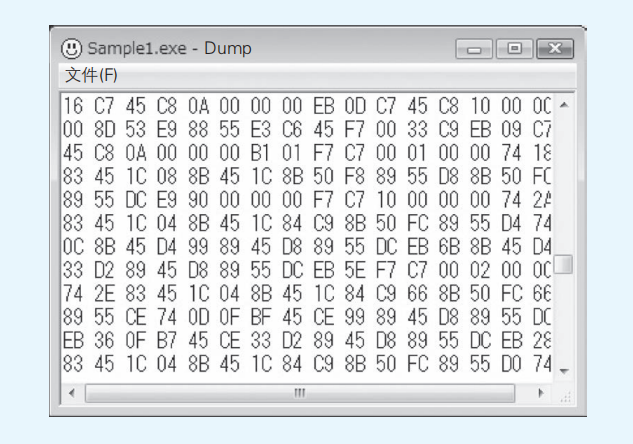 Sample1.exe - Dump
文件(F)
16 C7 45 C8 0A 00 00 00 EB 0D C7 45 C8 10 00 00
00 8D 53 E9 88 55 E3 C6 45 F7 00 33 C9 EB 09 C7
45 C8 0A 00 00 00 B1 01 F7 C7 00 01 00 00 74 18
83 45 1C 08 8B 45 1C 8B 50 F8 89 55 D8 8B 50 FC
89 55 DC E9 90 00 00 00 F7 C7 10 00 00 00 74 2A
83 45 1C 04 8B 45 1C 84 C9 8B 50 FC 89 55 D4 74
0C 8B 45 D4 99 89 45 D8 89 55 DC EB 6B 8B 45 D4
33 D2 89 45 D8 89 55 DC EB 5E F7 C7 00 02 00 00
74 2E 83 45 1C 04 8B 45 1C 84 C9 66 8B 50 FC 66
89 55 CE 74 0D 0F BF 45 CE 99 89 45 D8 89 55 DC
EB 36 0F B7 45 CE 33 D2 89 45 D8 89 55 DC EB 28
83 45 1C 04 8B 45 1C 84 C9 8B 50 FC 89 55 D0 74